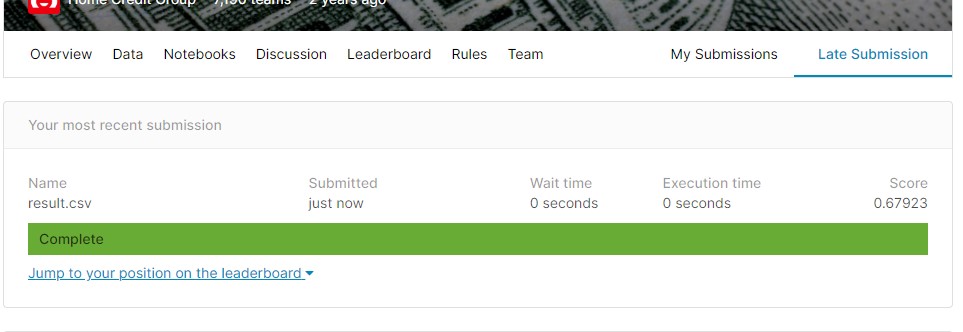 Home Credit Group · 7,190 teams · 2 years ago
Overview Data Notebooks Discussion Leaderboard Rules Team My Submissions Late Submission
Your most recent submission
Name Submitted Wait time Execution time Score
result.csv just now 0 seconds 0 seconds 0.67923
Complete
Jump to your position on the leaderboard